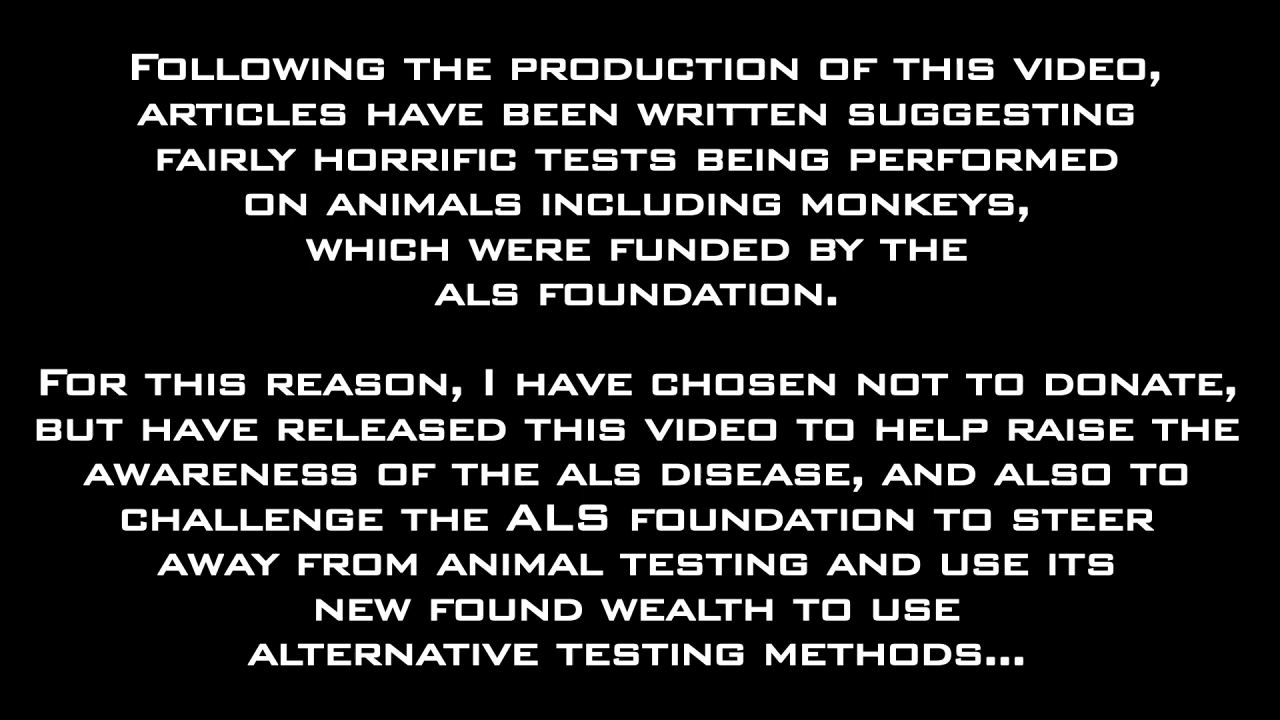 Following the production of this video,
articles have been written suggesting
fairly horrific tests being performed
on animals including monkeys,
which were funded by the
als foundation.
For this reason, I have chosen not to donate,
but have released this video to help raise the
awareness of the als disease, and also to
challenge the ALS foundation to steer
away from animal testing and use its
new found wealth to use
alternative testing methods...